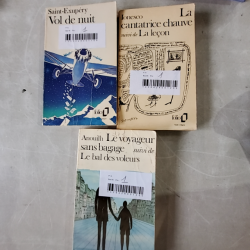 Saint-Exupéry
Vol de nuit
folio
Ionesco La
cantatrice chauve
suivi de La leçon
folio
Anouilh Le voyageur
sans bagage suivi de
Le bal des voleurs